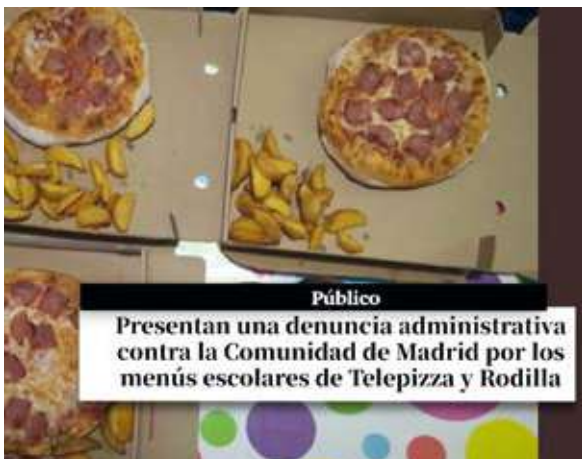 Público
Presentan una denuncia administrativa
contra la Comunidad de Madrid por los
menús escolares de Telepizza y Rodilla